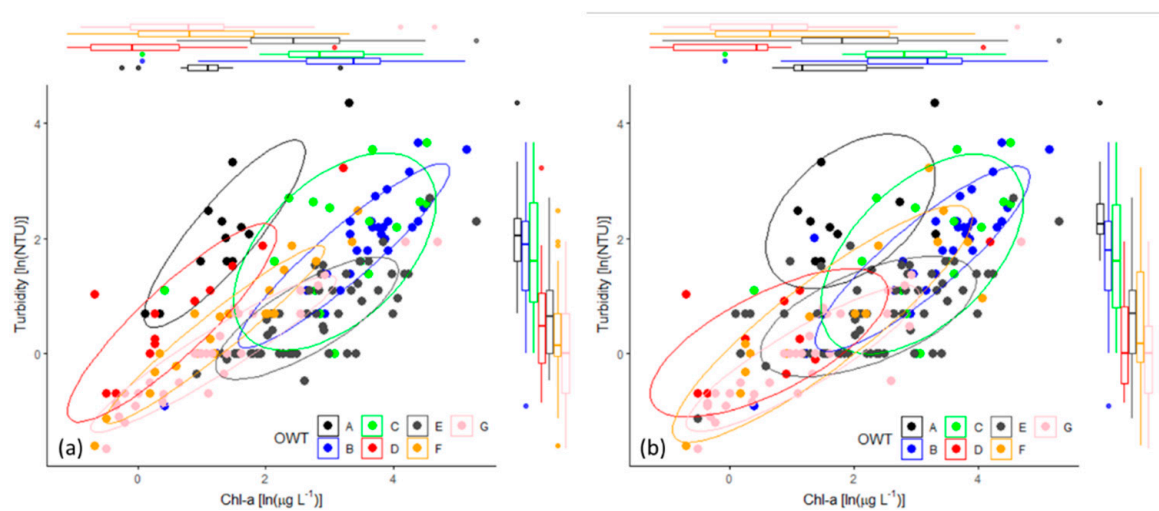 4
2
0
Turbidity [ln(NTU)]
(a)
OWT
A C E G
B D F
0 2 4
Chl-a [ln(µg L⁻¹)]
4
2
0
Turbidity [ln(NTU)]
(b)
OWT
A C E G
B D F
0 2 4
Chl-a [ln(µg L⁻¹)]